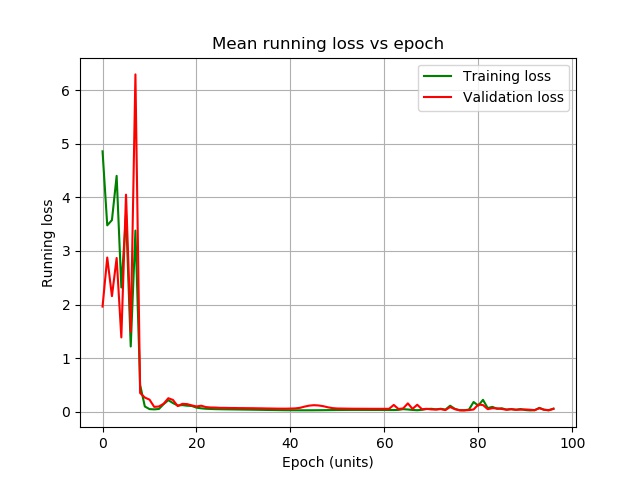 Mean running loss vs epoch
Training loss
Validation loss
6
5
4
3
2
1
0
Running loss
0 20 40 60 80 100
Epoch (units)